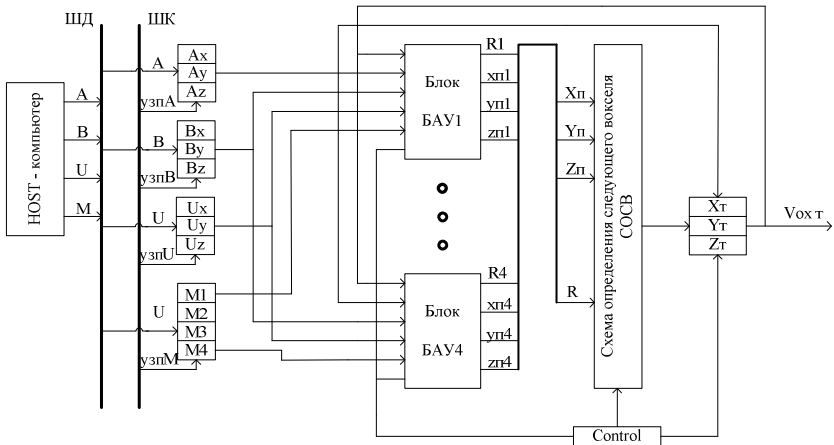 ШД
ШК
HOST - компьютер
A
B
U
M
A
узпA
Ax
Ay
Az
B
узпB
Bx
By
Bz
U
узпU
Ux
Uy
Uz
U
узпM
M1
M2
M3
M4
Блок
БАУ1
R1
xп1
yп1
zп1
Блок
БАУ4
R4
xп4
yп4
zп4
Xп
Yп
Zп
R
Схема определения следующего вокселя
СОСВ
Xт
Yт
Zт
Vox т
Control